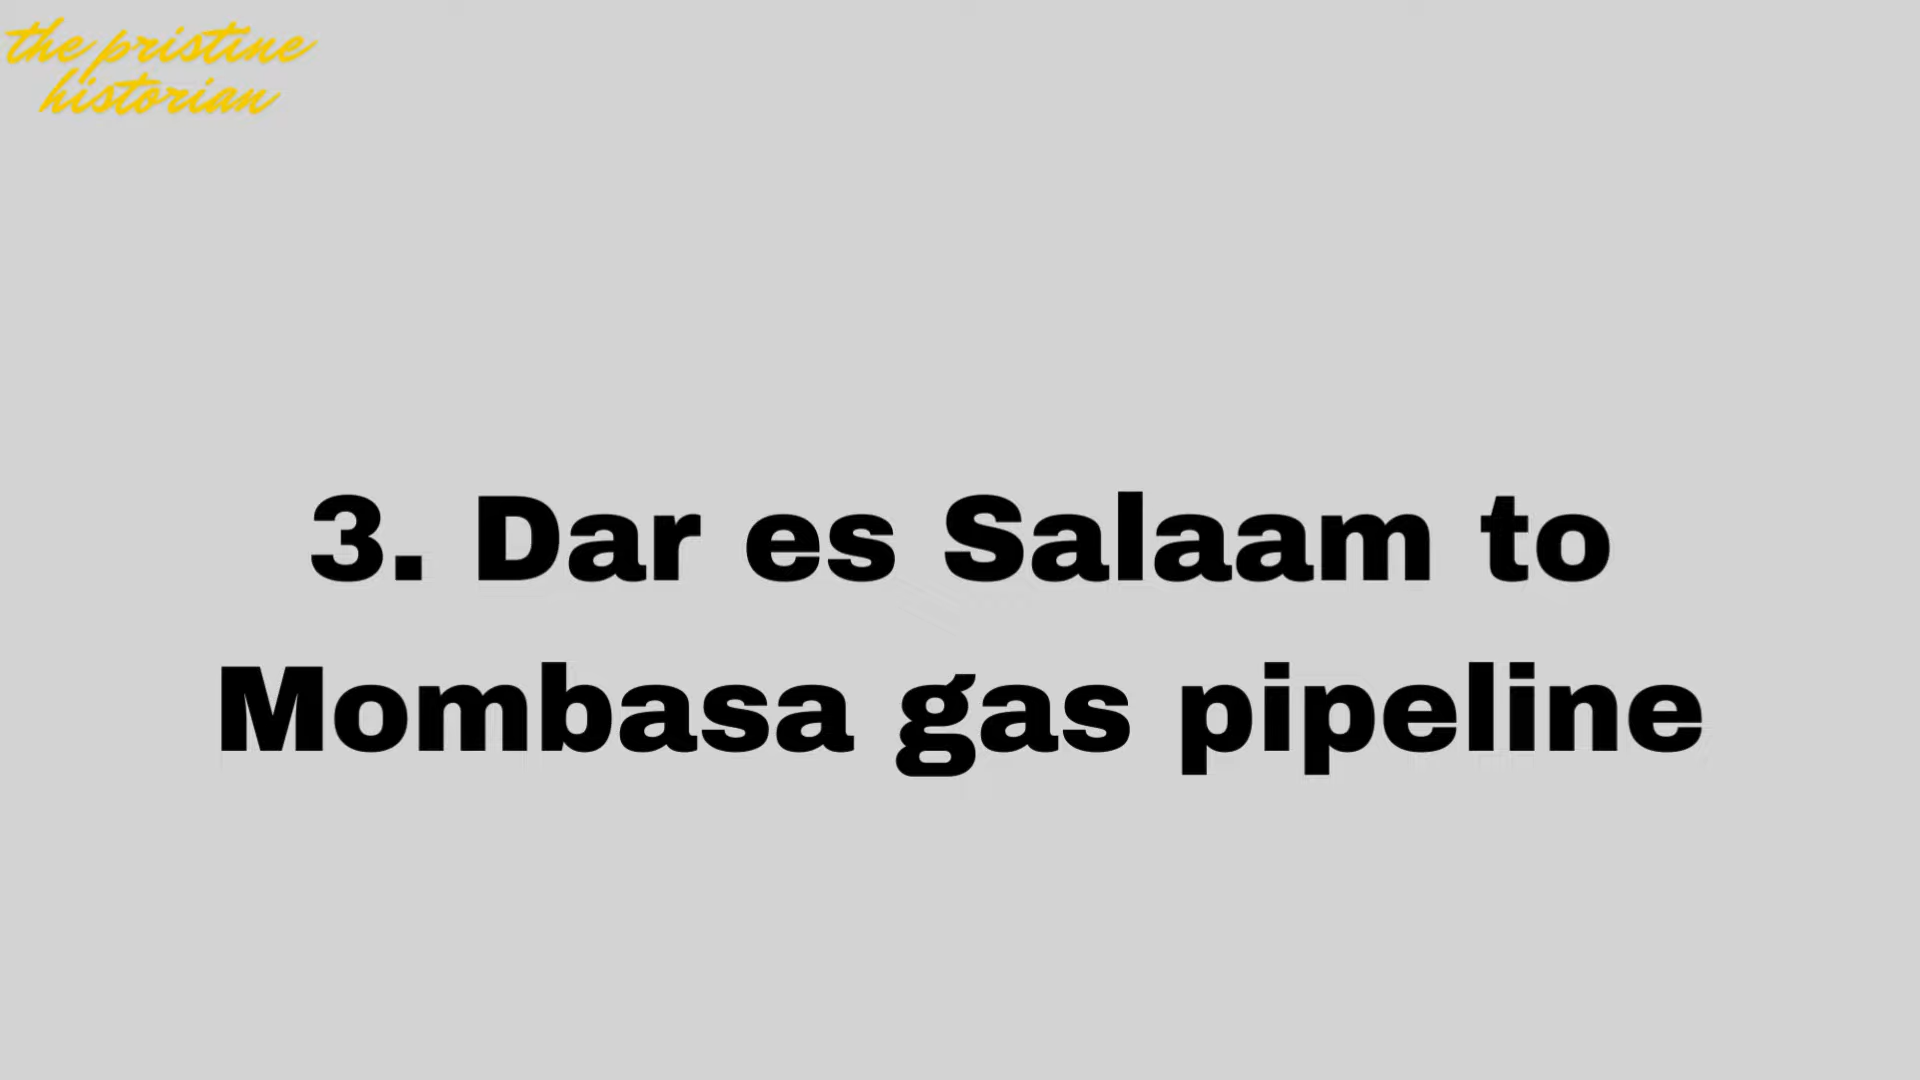 the pristine
historian
3. Dar es Salaam to
Mombasa gas pipeline